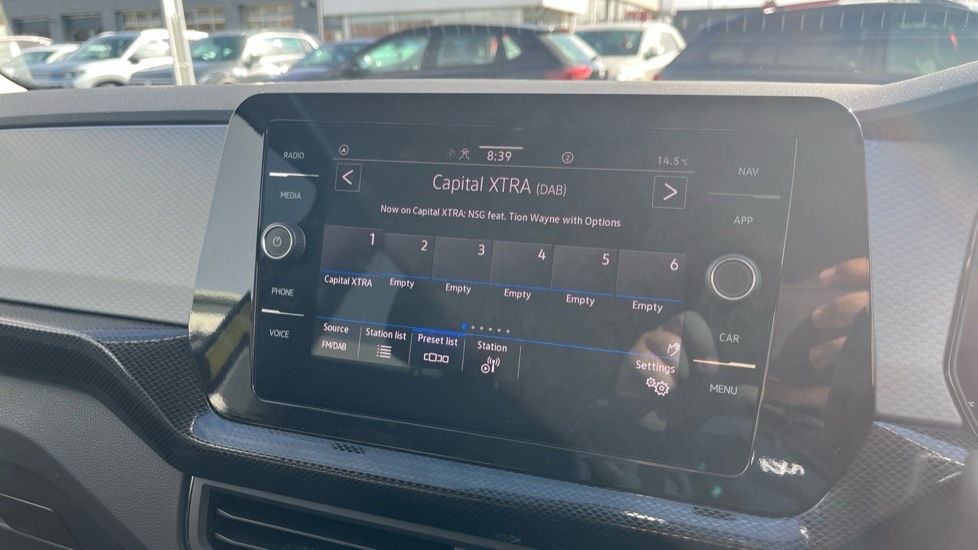 A
8:39
2
14.5°C
RADIO
MEDIA
PHONE
VOICE
<
Capital XTRA (DAB)
>
Now on Capital XTRA: NSG feat. Tion Wayne with Options
1 2 3 4 5 6
Capital XTRA Empty Empty Empty Empty Empty
Source Station list Preset list Station Settings
FM/DAB
NAV
APP
CAR
MENU